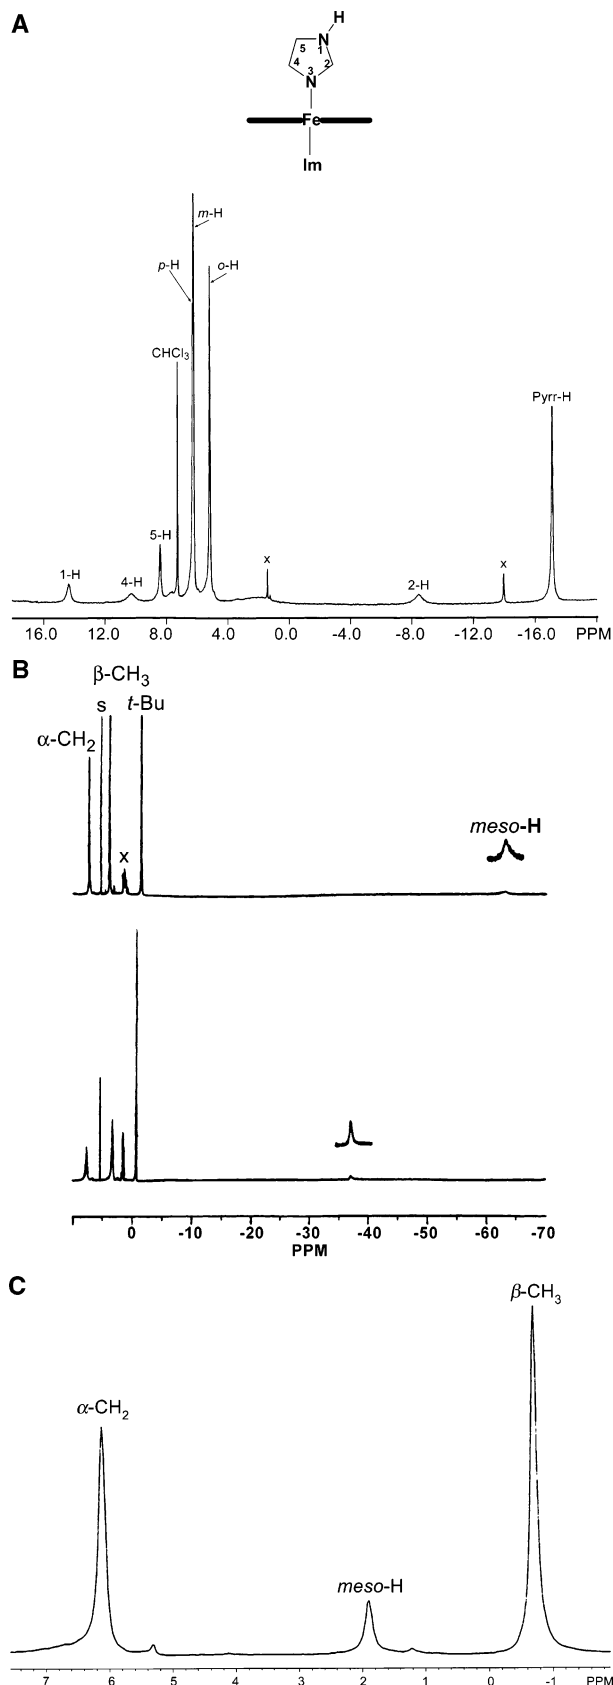 A
H
N
1
5
4
2
3
N
Fe
Im
m-H
p-H
o-H
CHCl3
Pyrr-H
5-H
x
x
1-H
4-H
2-H
16.0 12.0 8.0 4.0 0.0 -4.0 -8.0 -12.0 -16.0 PPM
B
β-CH3
s t-Bu
α-CH2
meso-H
x
0 -10 -20 -30 -40 -50 -60 -70
PPM
C
β-CH3
α-CH2
meso-H
7 6 5 4 3 2 1 0 -1 PPM